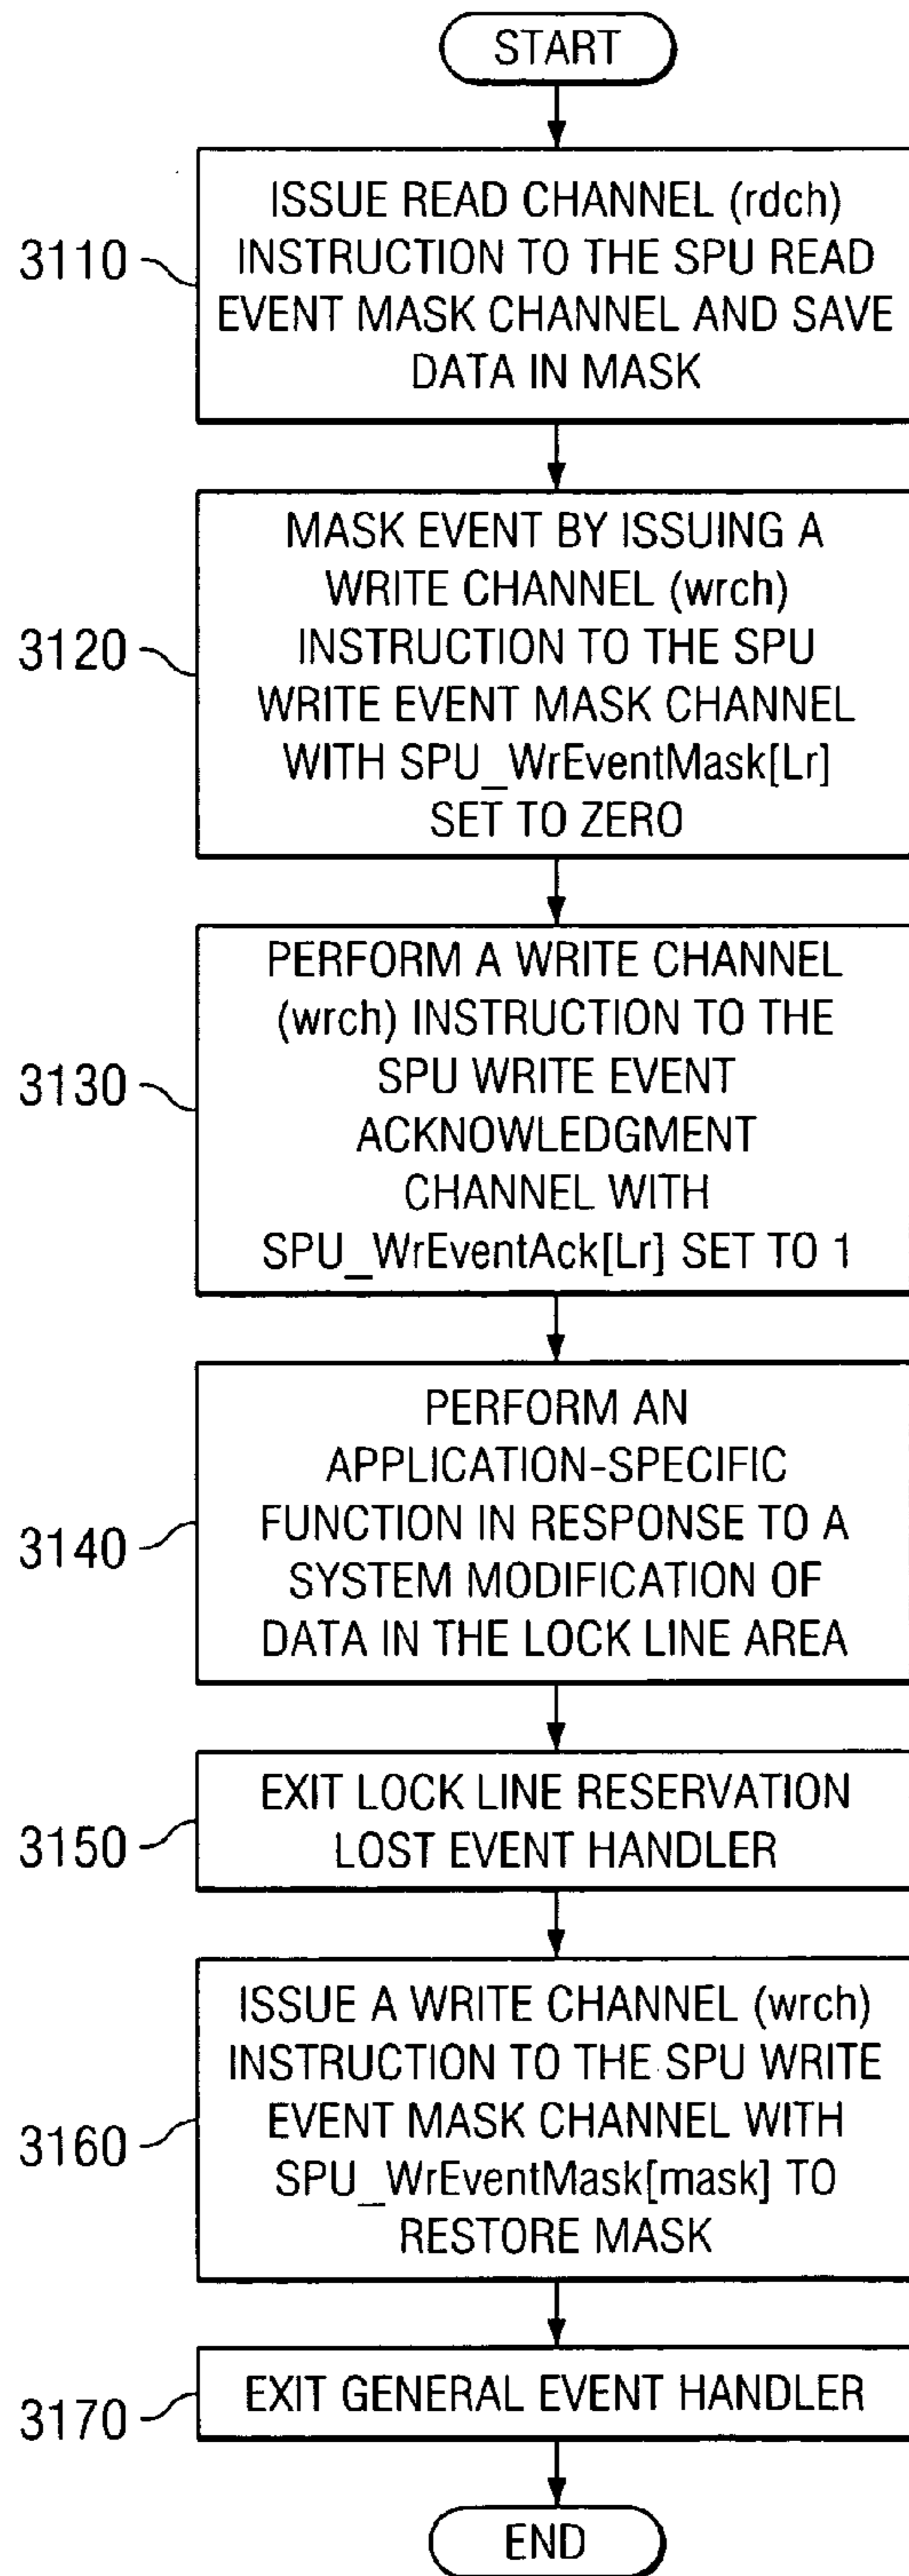 START
3110
ISSUE READ CHANNEL (rdch)
INSTRUCTION TO THE SPU READ
EVENT MASK CHANNEL AND SAVE
DATA IN MASK
3120
MASK EVENT BY ISSUING A
WRITE CHANNEL (wrch)
INSTRUCTION TO THE SPU
WRITE EVENT MASK CHANNEL
WITH SPU_WrEventMask[Lr]
SET TO ZERO
3130
PERFORM A WRITE CHANNEL
(wrch) INSTRUCTION TO THE
SPU WRITE EVENT
ACKNOWLEDGMENT
CHANNEL WITH
SPU_WrEventAck[Lr] SET TO 1
3140
PERFORM AN
APPLICATION-SPECIFIC
FUNCTION IN RESPONSE TO A
SYSTEM MODIFICATION OF
DATA IN THE LOCK LINE AREA
3150
EXIT LOCK LINE RESERVATION
LOST EVENT HANDLER
3160
ISSUE A WRITE CHANNEL (wrch)
INSTRUCTION TO THE SPU WRITE
EVENT MASK CHANNEL WITH
SPU_WrEventMask[mask] TO
RESTORE MASK
3170
EXIT GENERAL EVENT HANDLER
END